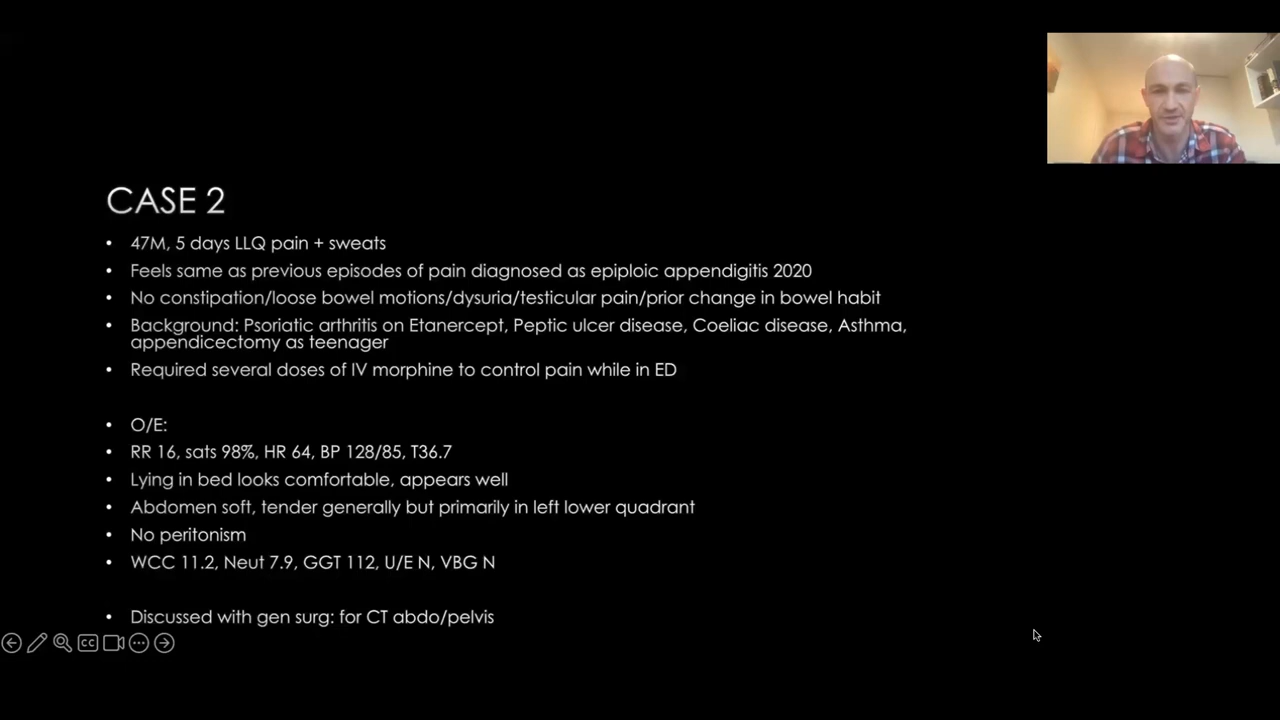 CASE 2
• 47M, 5 days LLQ pain + sweats
• Feels same as previous episodes of pain diagnosed as epiploic appendigitis 2020
• No constipation/loose bowel motions/dysuria/testicular pain/prior change in bowel habit
• Background: Psoriatic arthritis on Etanercept, Peptic ulcer disease, Coeliac disease, Asthma,
appendicectomy as teenager
• Required several doses of IV morphine to control pain while in ED
• O/E:
• RR 16, sats 98%, HR 64, BP 128/85, T36.7
• Lying in bed looks comfortable, appears well
• Abdomen soft, tender generally but primarily in left lower quadrant
• No peritonism
• WCC 11.2, Neut 7.9, GGT 112, U/E N, VBG N
• Discussed with gen surg: for CT abdo/pelvis
CC